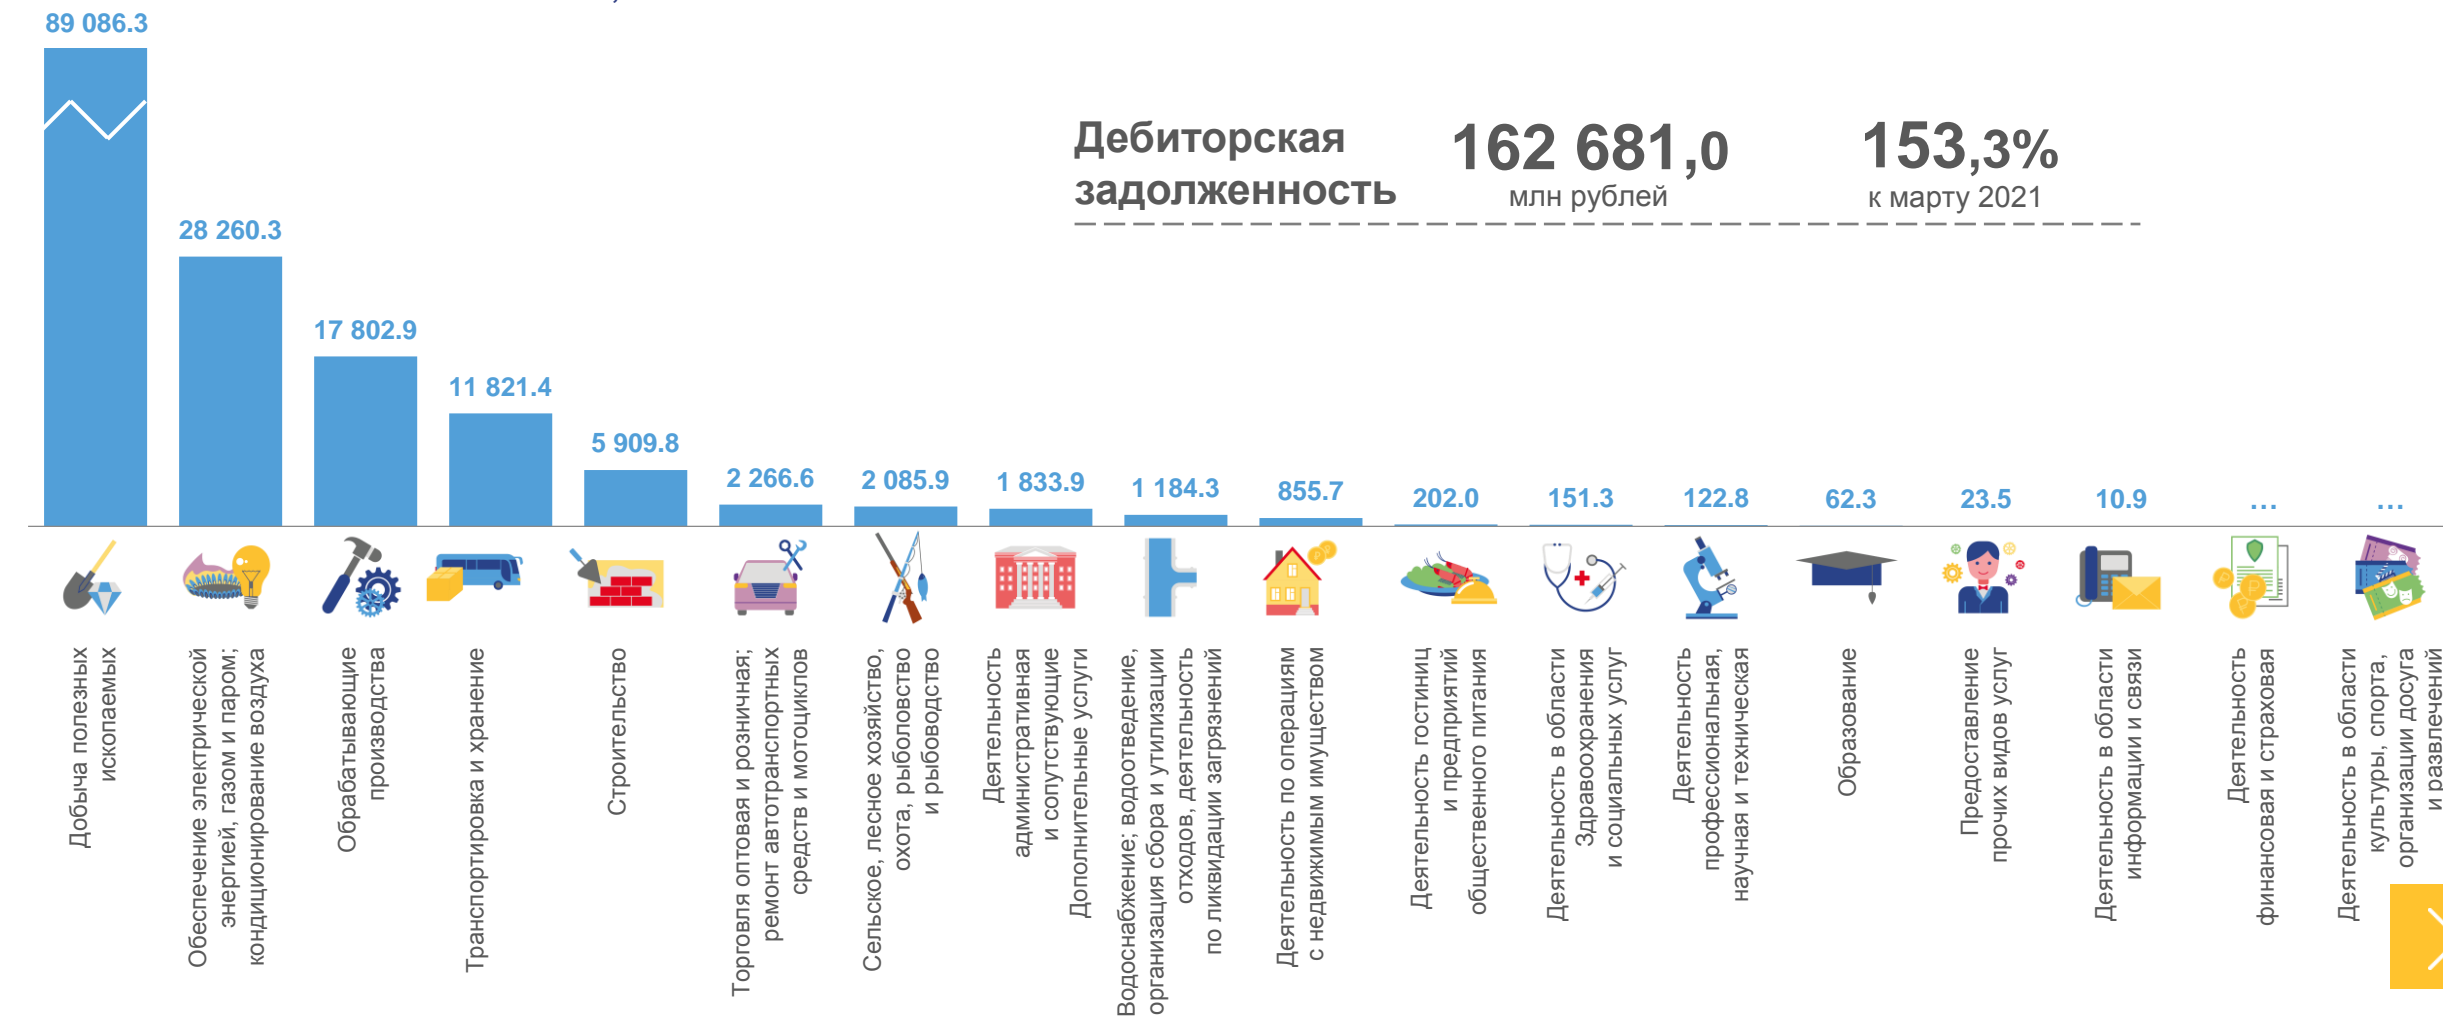 89 086.3
28 260.3
17 802.9
11 821.4
5 909.8
2 266.6
2 085.9
1 833.9
1 184.3
855.7
202.0
151.3
122.8
62.3
23.5
10.9
...
...
Дебиторская
задолженность
162 681,0
млн рублей
153,3%
к марту 2021
Добыча полезных
ископаемых
Обеспечение электрической
энергией, газом и паром;
кондиционирование воздуха
Обрабатывающие
производства
Транспортировка и хранение
Строительство
Торговля оптовая и розничная;
ремонт автотранспортных
средств и мотоциклов
Сельское, лесное хозяйство,
охота, рыболовство
и рыбоводство
Деятельность
административная
и сопутствующие
Дополнительные услуги
Водоснабжение; водоотведение,
организация сбора и утилизации
отходов, деятельность
по ликвидации загрязнений
Деятельность по операциям
с недвижимым имуществом
Деятельность гостиниц
и предприятий
общественного питания
Деятельность в области
Здравоохранения
и социальных услуг
Деятельность
профессиональная,
научная и техническая
Образование
Предоставление
прочих видов услуг
Деятельность в области
информации и связи
Деятельность
финансовая и страховая
Деятельность в области
культуры, спорта,
организации досуга
и развлечений